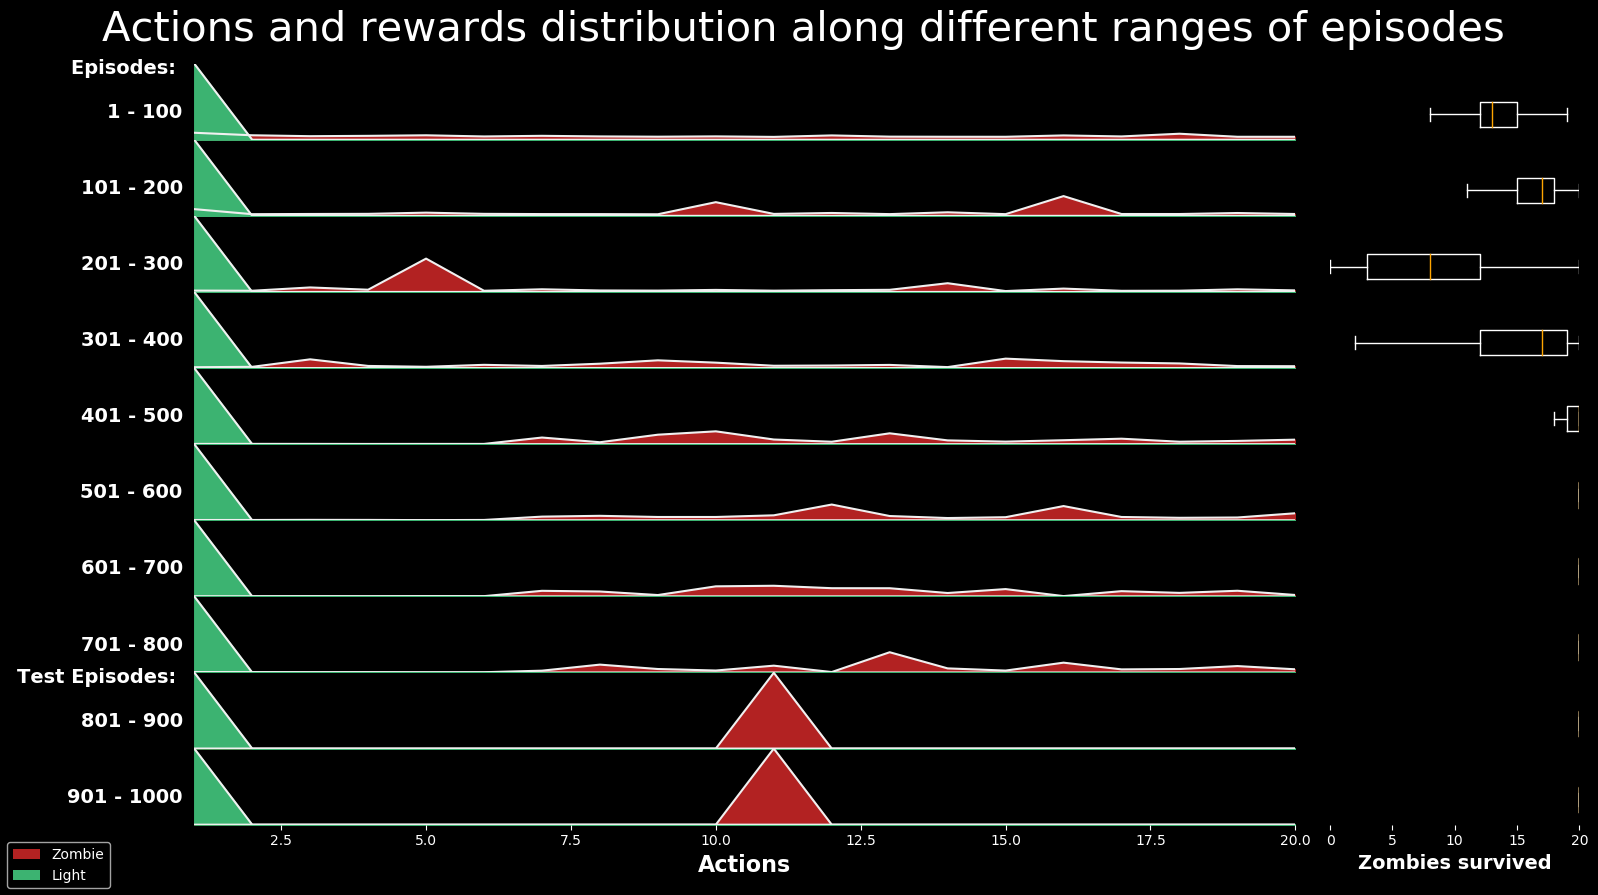 Actions and rewards distribution along different ranges of episodes
Episodes:
1 - 100
101 - 200
201 - 300
301 - 400
401 - 500
501 - 600
601 - 700
701 - 800
Test Episodes:
801 - 900
901 - 1000
2.5 5.0 7.5 10.0 12.5 15.0 17.5 20.0
0 5 10 15 20
Actions
Zombies survived
Zombie
Light